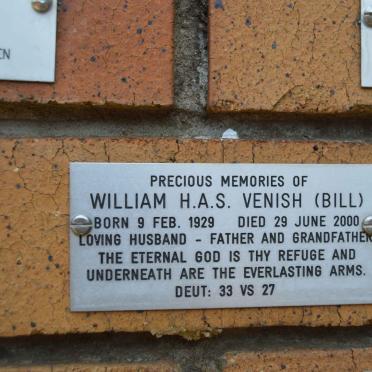 EN
PRECIOUS MEMORIES OF
WILLIAM H.A.S. VENISH (BILL)
BORN 9 FEB. 1929 DIED 29 JUNE 2000
LOVING HUSBAND - FATHER AND GRANDFATHER
THE ETERNAL GOD IS THY REFUGE AND
UNDERNEATH ARE THE EVERLASTING ARMS.
DEUT: 33 VS 27